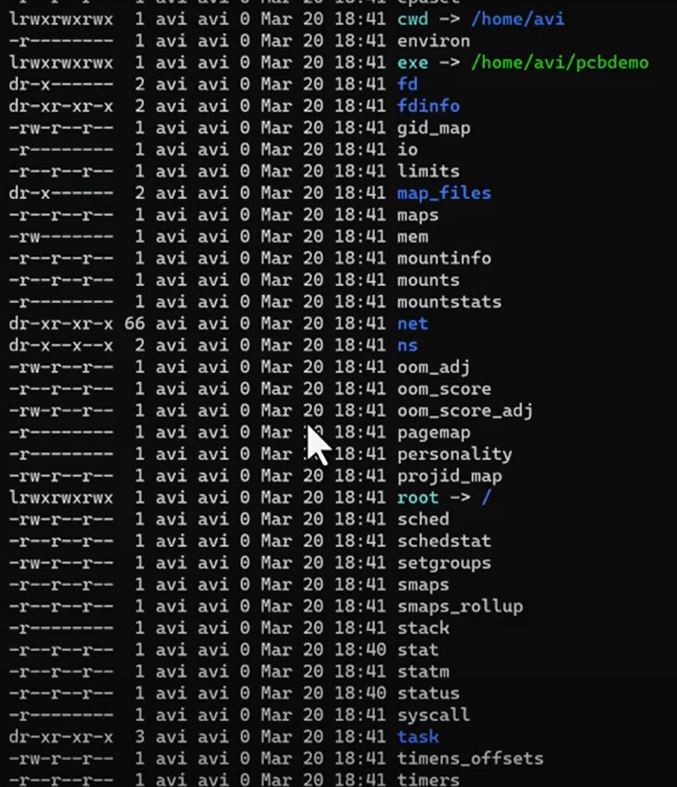 cpuset
lrwxrwxrwx 1 avi avi 0 Mar 20 18:41 cwd -> /home/avi
-r-------- 1 avi avi 0 Mar 20 18:41 environ
lrwxrwxrwx 1 avi avi 0 Mar 20 18:41 exe -> /home/avi/pcbdemo
dr-x------ 2 avi avi 0 Mar 20 18:41 fd
dr-xr-xr-x 2 avi avi 0 Mar 20 18:41 fdinfo
-rw-r--r-- 1 avi avi 0 Mar 20 18:41 gid_map
-r-------- 1 avi avi 0 Mar 20 18:41 io
-r--r--r-- 1 avi avi 0 Mar 20 18:41 limits
dr-x------ 2 avi avi 0 Mar 20 18:41 map_files
-r--r--r-- 1 avi avi 0 Mar 20 18:41 maps
-rw------- 1 avi avi 0 Mar 20 18:41 mem
-r--r--r-- 1 avi avi 0 Mar 20 18:41 mountinfo
-r--r--r-- 1 avi avi 0 Mar 20 18:41 mounts
-r-------- 1 avi avi 0 Mar 20 18:41 mountstats
dr-xr-xr-x 66 avi avi 0 Mar 20 18:41 net
dr-x--x--x 2 avi avi 0 Mar 20 18:41 ns
-rw-r--r-- 1 avi avi 0 Mar 20 18:41 oom_adj
-r--r--r-- 1 avi avi 0 Mar 20 18:41 oom_score
-rw-r--r-- 1 avi avi 0 Mar 20 18:41 oom_score_adj
-r-------- 1 avi avi 0 Mar 20 18:41 pagemap
-r-------- 1 avi avi 0 Mar 18:41 personality
-rw-r--r-- 1 avi avi 0 Mar 20 18:41 projid_map
lrwxrwxrwx 1 avi avi 0 Mar 20 18:41 root -> /
-rw-r--r-- 1 avi avi 0 Mar 20 18:41 sched
-r--r--r-- 1 avi avi 0 Mar 20 18:41 schedstat
-rw-r--r-- 1 avi avi 0 Mar 20 18:41 setgroups
-r--r--r-- 1 avi avi 0 Mar 20 18:41 smaps
-r--r--r-- 1 avi avi 0 Mar 20 18:41 smaps_rollup
-r-------- 1 avi avi 0 Mar 20 18:41 stack
-r--r--r-- 1 avi avi 0 Mar 20 18:40 stat
-r--r--r-- 1 avi avi 0 Mar 20 18:41 statm
-r--r--r-- 1 avi avi 0 Mar 20 18:40 status
-r-------- 1 avi avi 0 Mar 20 18:41 syscall
dr-xr-xr-x 3 avi avi 0 Mar 20 18:41 task
-rw-r--r-- 1 avi avi 0 Mar 20 18:41 timens_offsets
-r--r--r-- 1 avi avi 0 Mar 20 18:41 timers